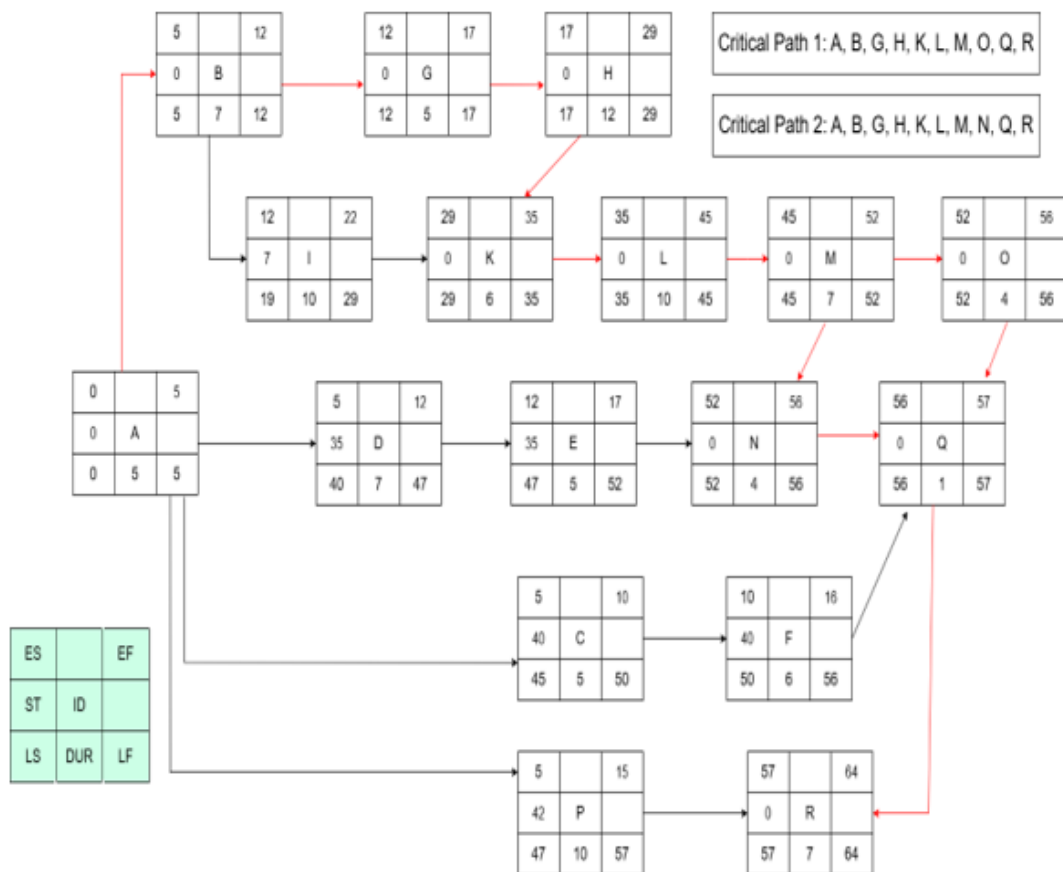 5 12
0 B
5 7 12
12 17
0 G
12 5 17
17 29
0 H
17 12 29
Critical Path 1: A, B, G, H, K, L, M, O, Q, R
Critical Path 2: A, B, G, H, K, L, M, N, Q, R
12 22
7 I
19 10 29
29 35
0 K
29 6 35
35 45
0 L
35 10 45
45 52
0 M
45 7 52
52 56
0 O
52 4 56
0 5
0 A
0 5 5
5 12
35 D
40 7 47
12 17
35 E
47 5 52
52 56
0 N
52 4 56
56 57
0 Q
56 1 57
5 10
40 C
45 5 50
10 16
40 F
50 6 56
ES EF
ST ID
LS DUR LF
5 15
42 P
47 10 57
57 64
0 R
57 7 64